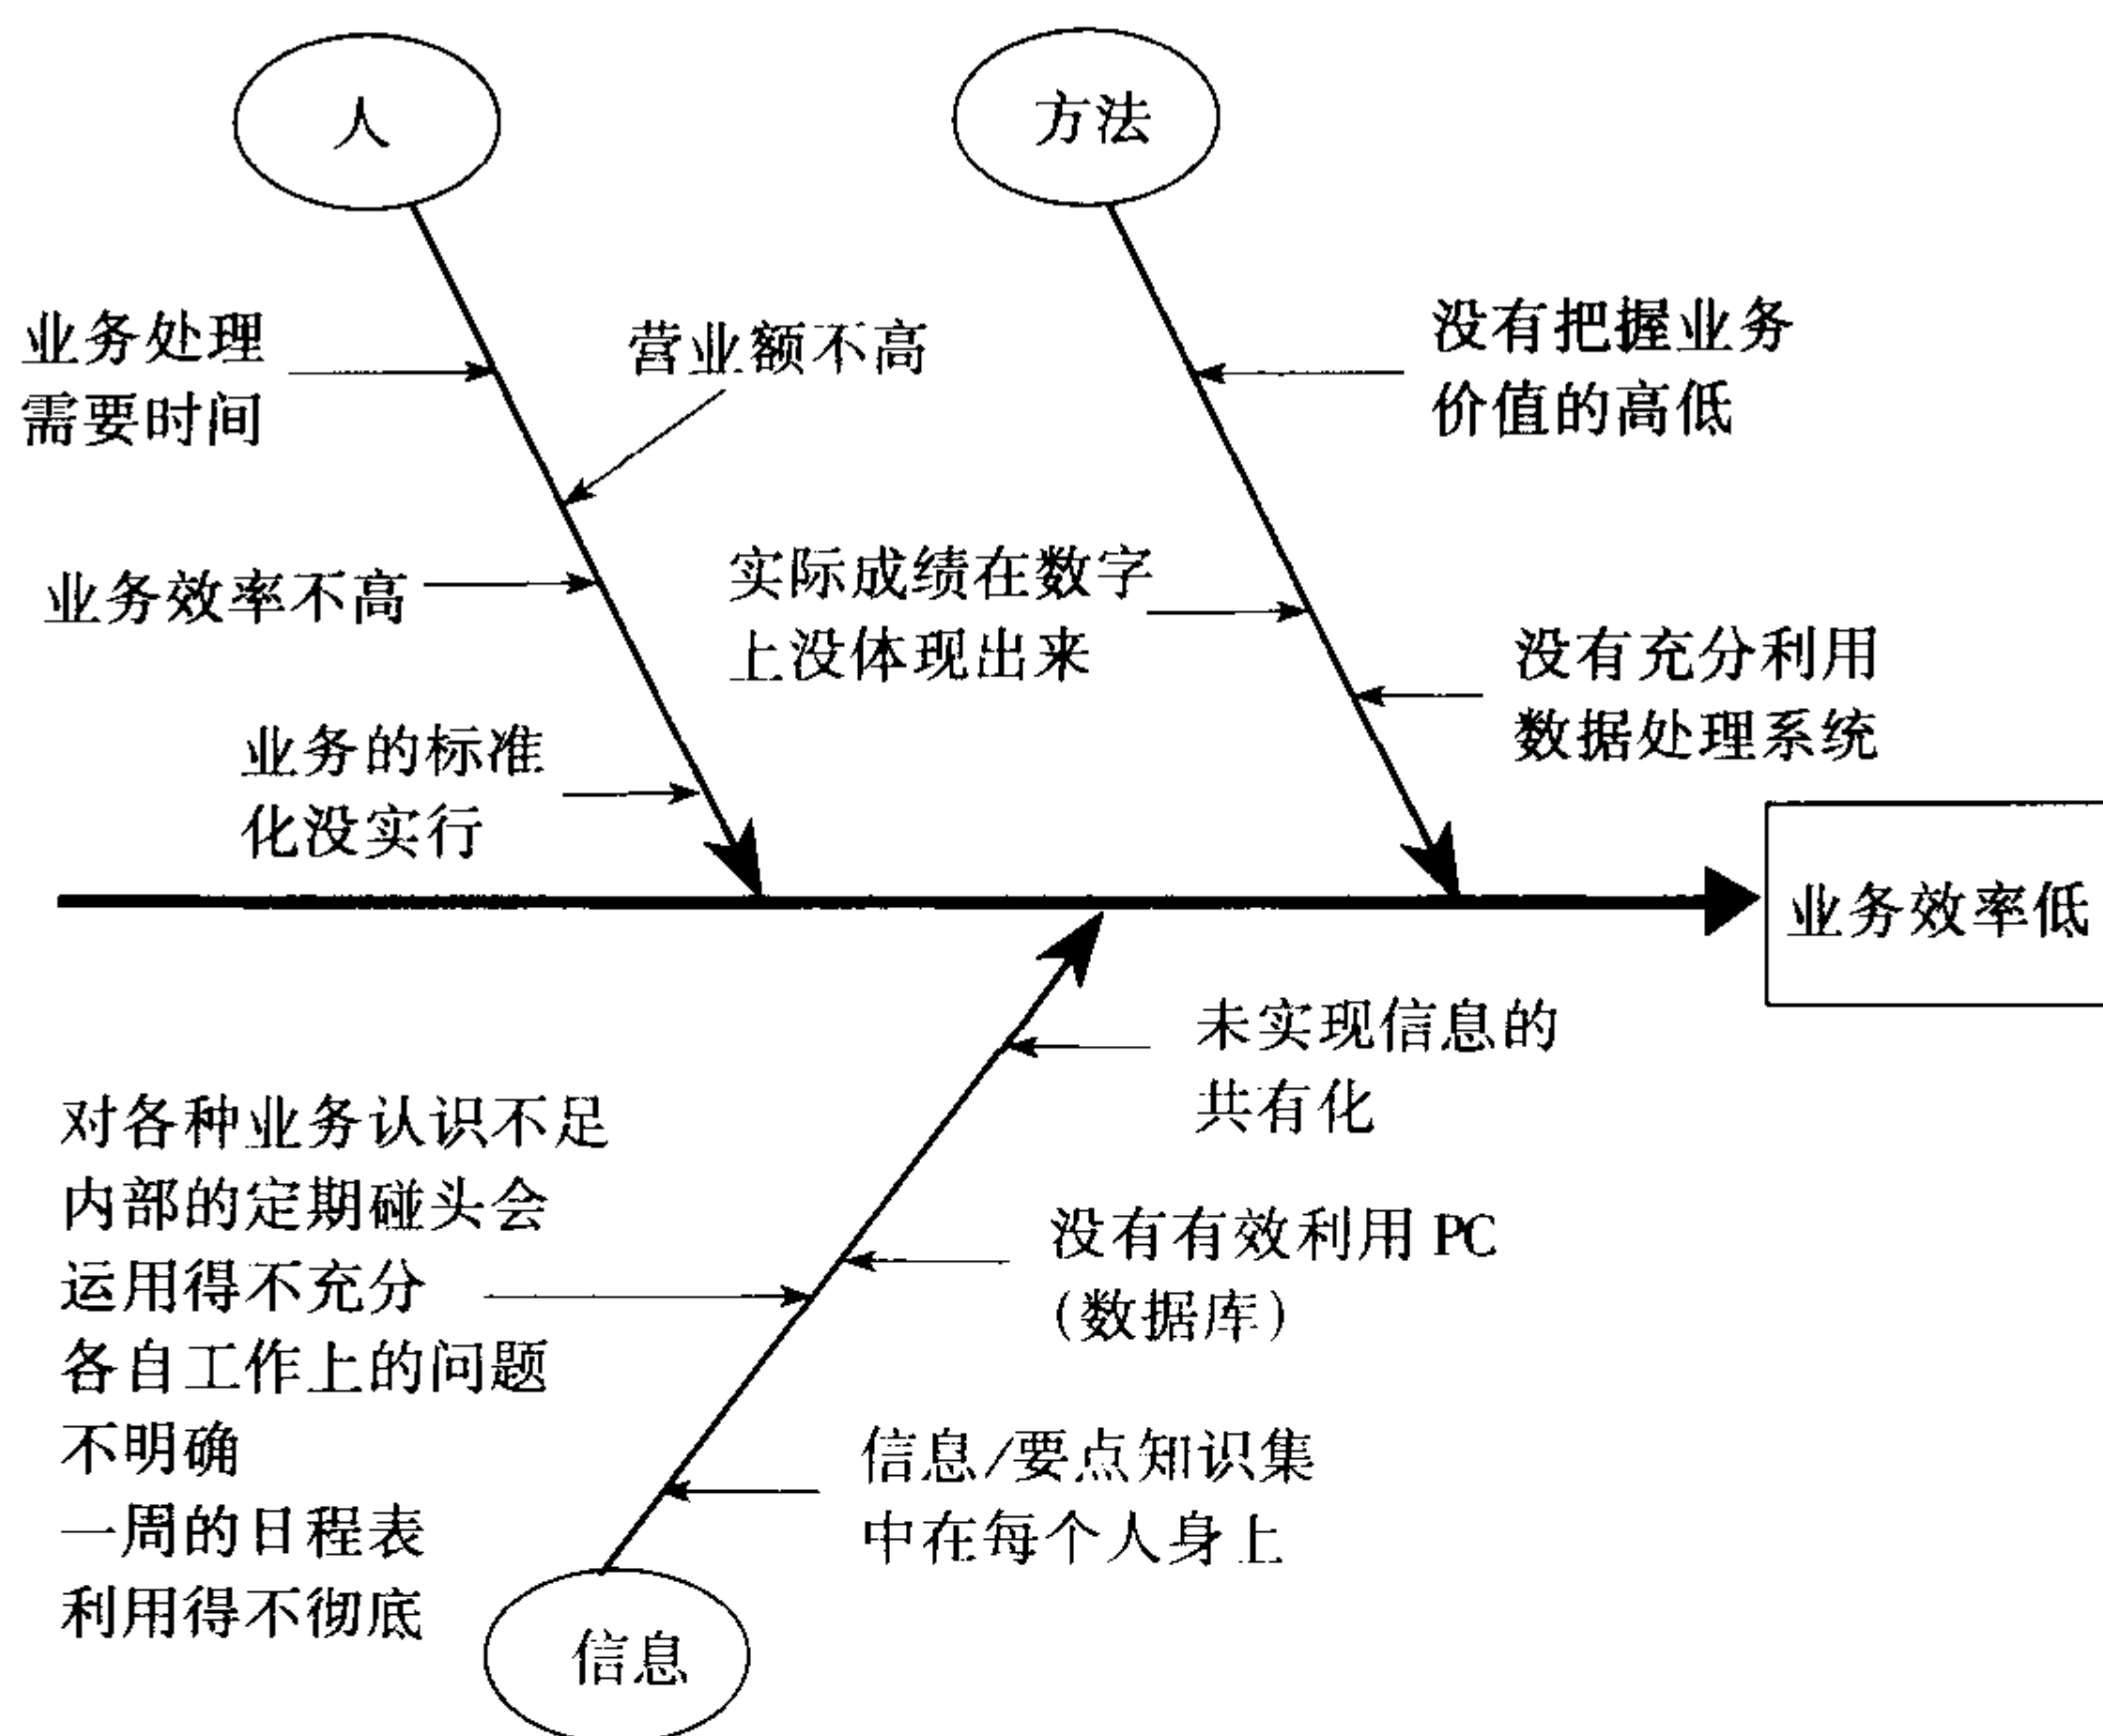 人
方法
业务处理
需要时间
营业额不高
没有把握业务
价值的高低
业务效率不高
实际成绩在数字
上没体现出来
没有充分利用
数据处理系统
业务的标准
化没实行
业务效率低
未实现信息的
共有化
对各种业务认识不足
内部的定期碰头会
运用得不充分
各自工作上的问题
不明确
一周的日程表
利用得不彻底
没有有效利用 PC
(数据库)
信息/要点知识集
中在每个人身上
信息